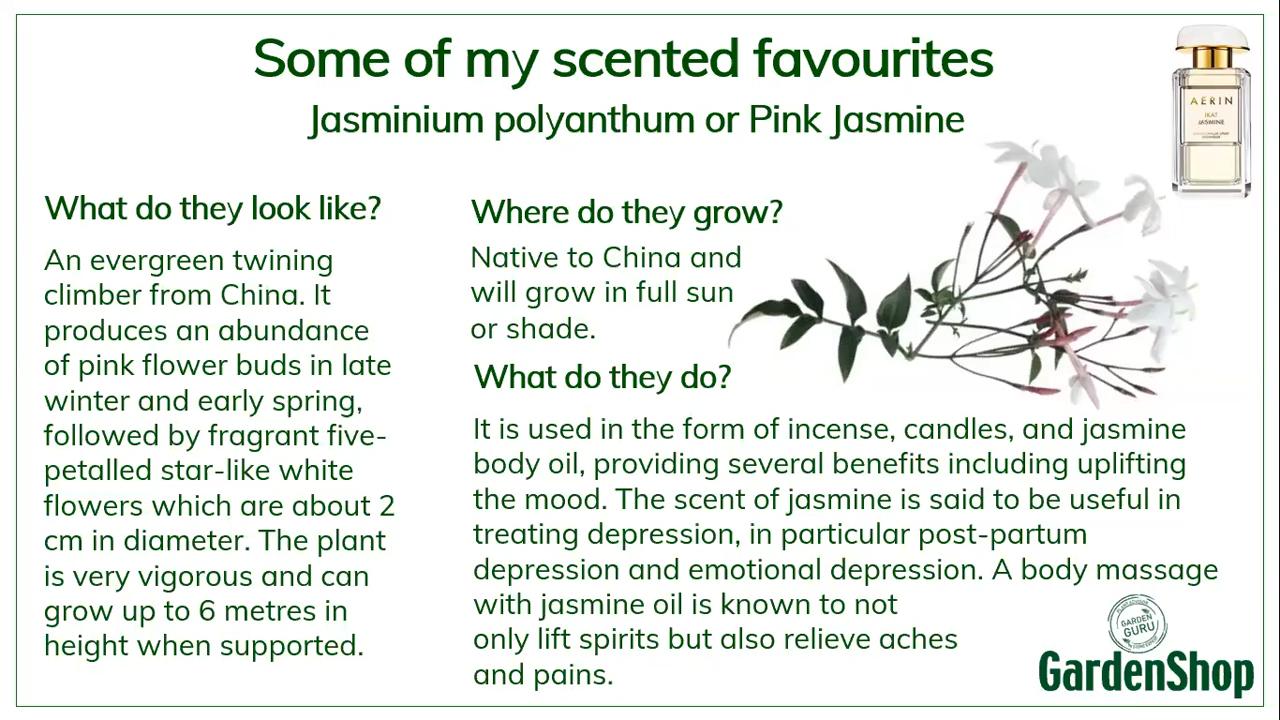 Some of my scented favourites
Jasminium polyanthum or Pink Jasmine
AERIN
IKAT
JASMINE
What do they look like?
An evergreen twining
climber from China. It
produces an abundance
of pink flower buds in late
winter and early spring,
followed by fragrant five-
petalled star-like white
flowers which are about 2
cm in diameter. The plant
is very vigorous and can
grow up to 6 metres in
height when supported.
Where do they grow?
Native to China and
will grow in full sun
or shade.
What do they do?
It is used in the form of incense, candles, and jasmine
body oil, providing several benefits including uplifting
the mood. The scent of jasmine is said to be useful in
treating depression, in particular post-partum
depression and emotional depression. A body massage
with jasmine oil is known to not
only lift spirits but also relieve aches
and pains.
GARDEN
GURU
GardenShop